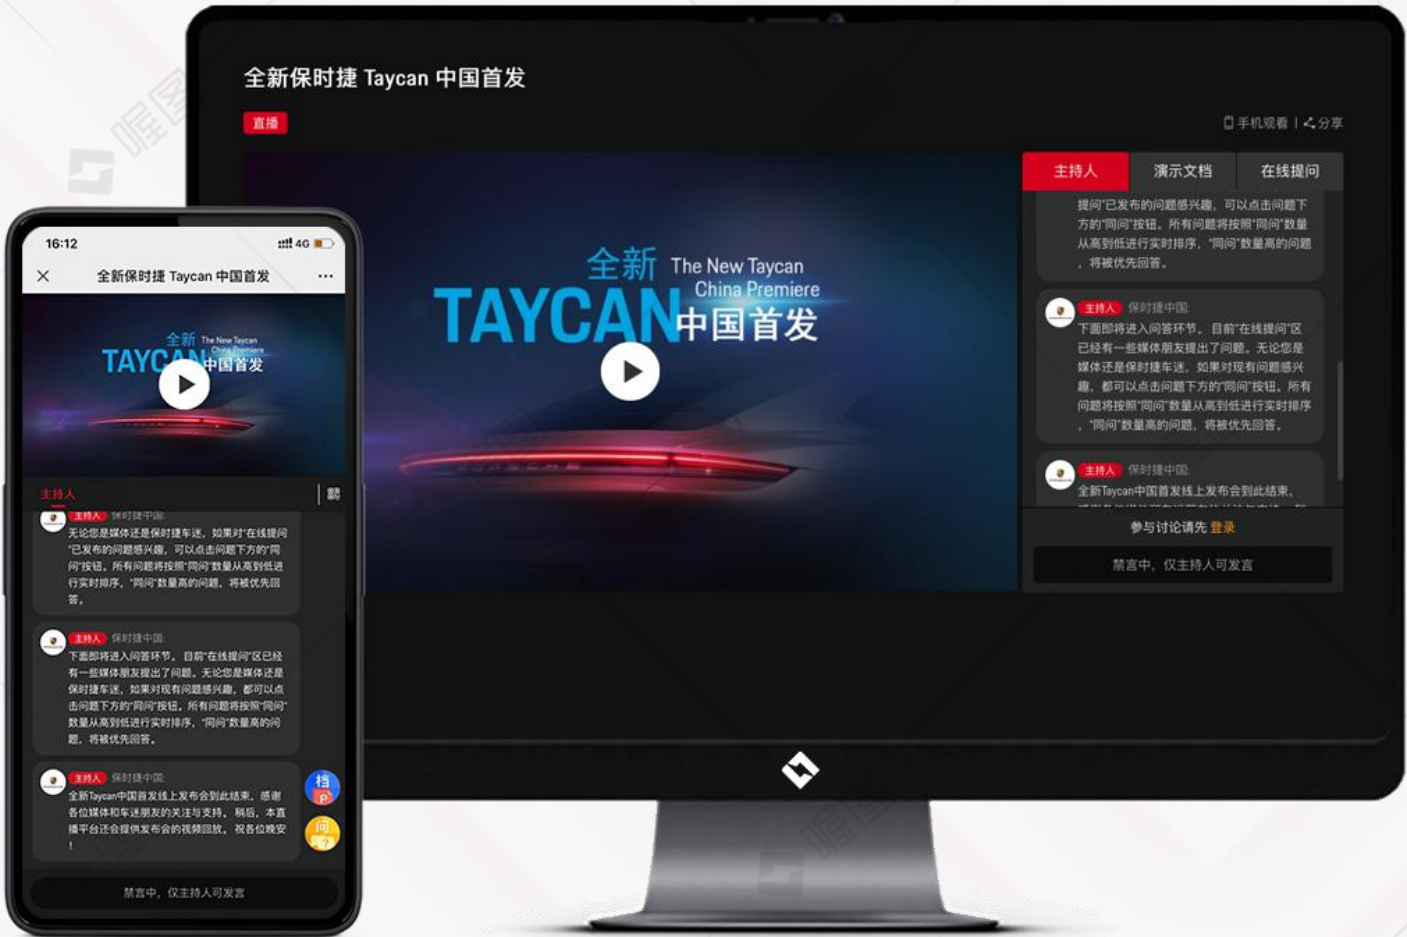 全新保时捷 Taycan 中国首发
直播
手机观看 | 分享
全新 The New Taycan
China Premiere
TAYCAN中国首发
主持人 演示文档 在线提问
提问"已发布的问题感兴趣，可以点击问题下
方的"同问"按钮。所有问题将按照"同问"数量
从高到低进行实时排序，"同问"数量高的问题
，将被优先回答。
主持人 保时捷中国:
下面即将进入问答环节。目前"在线提问"区
已经有一些媒体朋友提出了问题。无论您是
媒体还是保时捷车迷，如果对现有问题感兴
趣，都可以点击问题下方的"同问"按钮。所有
问题将按照"同问"数量从高到低进行实时排序
，"同问"数量高的问题，将被优先回答。
主持人 保时捷中国:
全新Taycan中国首发线上发布会到此结束，
参与讨论请先 登录
禁言中，仅主持人可发言
16:12 4G
全新保时捷 Taycan 中国首发
全新 The New Taycan
China Premiere
TAYCAN中国首发
主持人
主持人 保时捷中国:
无论您是媒体还是保时捷车迷，如果对"在线提问
"已发布的问题感兴趣，可以点击问题下方的"同
问"按钮。所有问题将按照"同问"数量从高到低进
行实时排序，"同问"数量高的问题，将被优先回
答。
主持人 保时捷中国:
下面即将进入问答环节。目前"在线提问"区已经
有一些媒体朋友提出了问题。无论您是媒体还是
保时捷车迷，如果对现有问题感兴趣，都可以点
击问题下方的"同问"按钮。所有问题将按照"同问"
数量从高到低进行实时排序，"同问"数量高的问
题，将被优先回答。
主持人 保时捷中国:
全新Taycan中国首发线上发布会到此结束，感谢
各位媒体和车迷朋友的关注与支持。稍后，本直
播平台还会提供发布会的视频回放。祝各位晚安
！
档
P
问
?
禁言中，仅主持人可发言
喔图
喔图